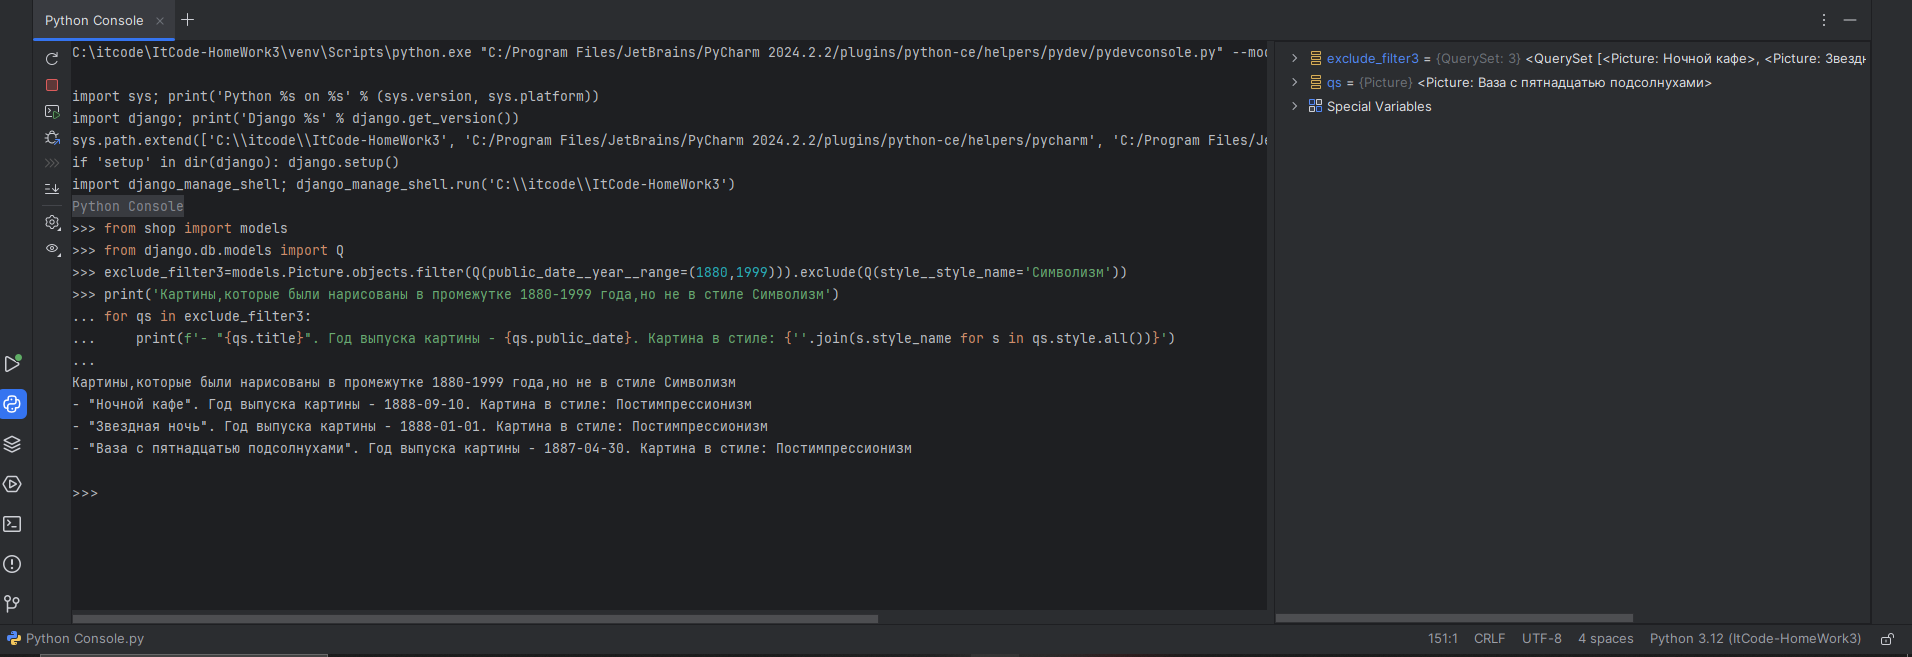 Python Console
C:\itcode\ItCode-HomeWork3\venv\Scripts\python.exe "C:/Program Files/JetBrains/PyCharm 2024.2.2/plugins/python-ce/helpers/pydev/pydevconsole.py" --mod
import sys; print('Python %s on %s' % (sys.version, sys.platform))
import django; print('Django %s' % django.get_version())
sys.path.extend(['C:\\itcode\\ItCode-HomeWork3', 'C:/Program Files/JetBrains/PyCharm 2024.2.2/plugins/python-ce/helpers/pycharm', 'C:/Program Files/Je
if 'setup' in dir(django): django.setup()
import django_manage_shell; django_manage_shell.run('C:\\itcode\\ItCode-HomeWork3')
Python Console
>>> from shop import models
>>> from django.db.models import Q
>>> exclude_filter3=models.Picture.objects.filter(Q(public_date__year__range=(1880,1999))).exclude(Q(style__style_name='Символизм'))
>>> print('Картины,которые были нарисованы в промежутке 1880-1999 года,но не в стиле Символизм')
... for qs in exclude_filter3:
...     print(f'- "{qs.title}". Год выпуска картины - {qs.public_date}. Картина в стиле: {''.join(s.style_name for s in qs.style.all())}')
...
Картины,которые были нарисованы в промежутке 1880-1999 года,но не в стиле Символизм
- "Ночной кафе". Год выпуска картины - 1888-09-10. Картина в стиле: Постимпрессионизм
- "Звездная ночь". Год выпуска картины - 1888-01-01. Картина в стиле: Постимпрессионизм
- "Ваза с пятнадцатью подсолнухами". Год выпуска картины - 1887-04-30. Картина в стиле: Постимпрессионизм
>>>
exclude_filter3 = {QuerySet: 3} <QuerySet [<Picture: Ночной кафе>, <Picture: Звездн
qs = {Picture} <Picture: Ваза с пятнадцатью подсолнухами>
Special Variables
Python Console.py
151:1 CRLF UTF-8 4 spaces Python 3.12 (ItCode-HomeWork3)